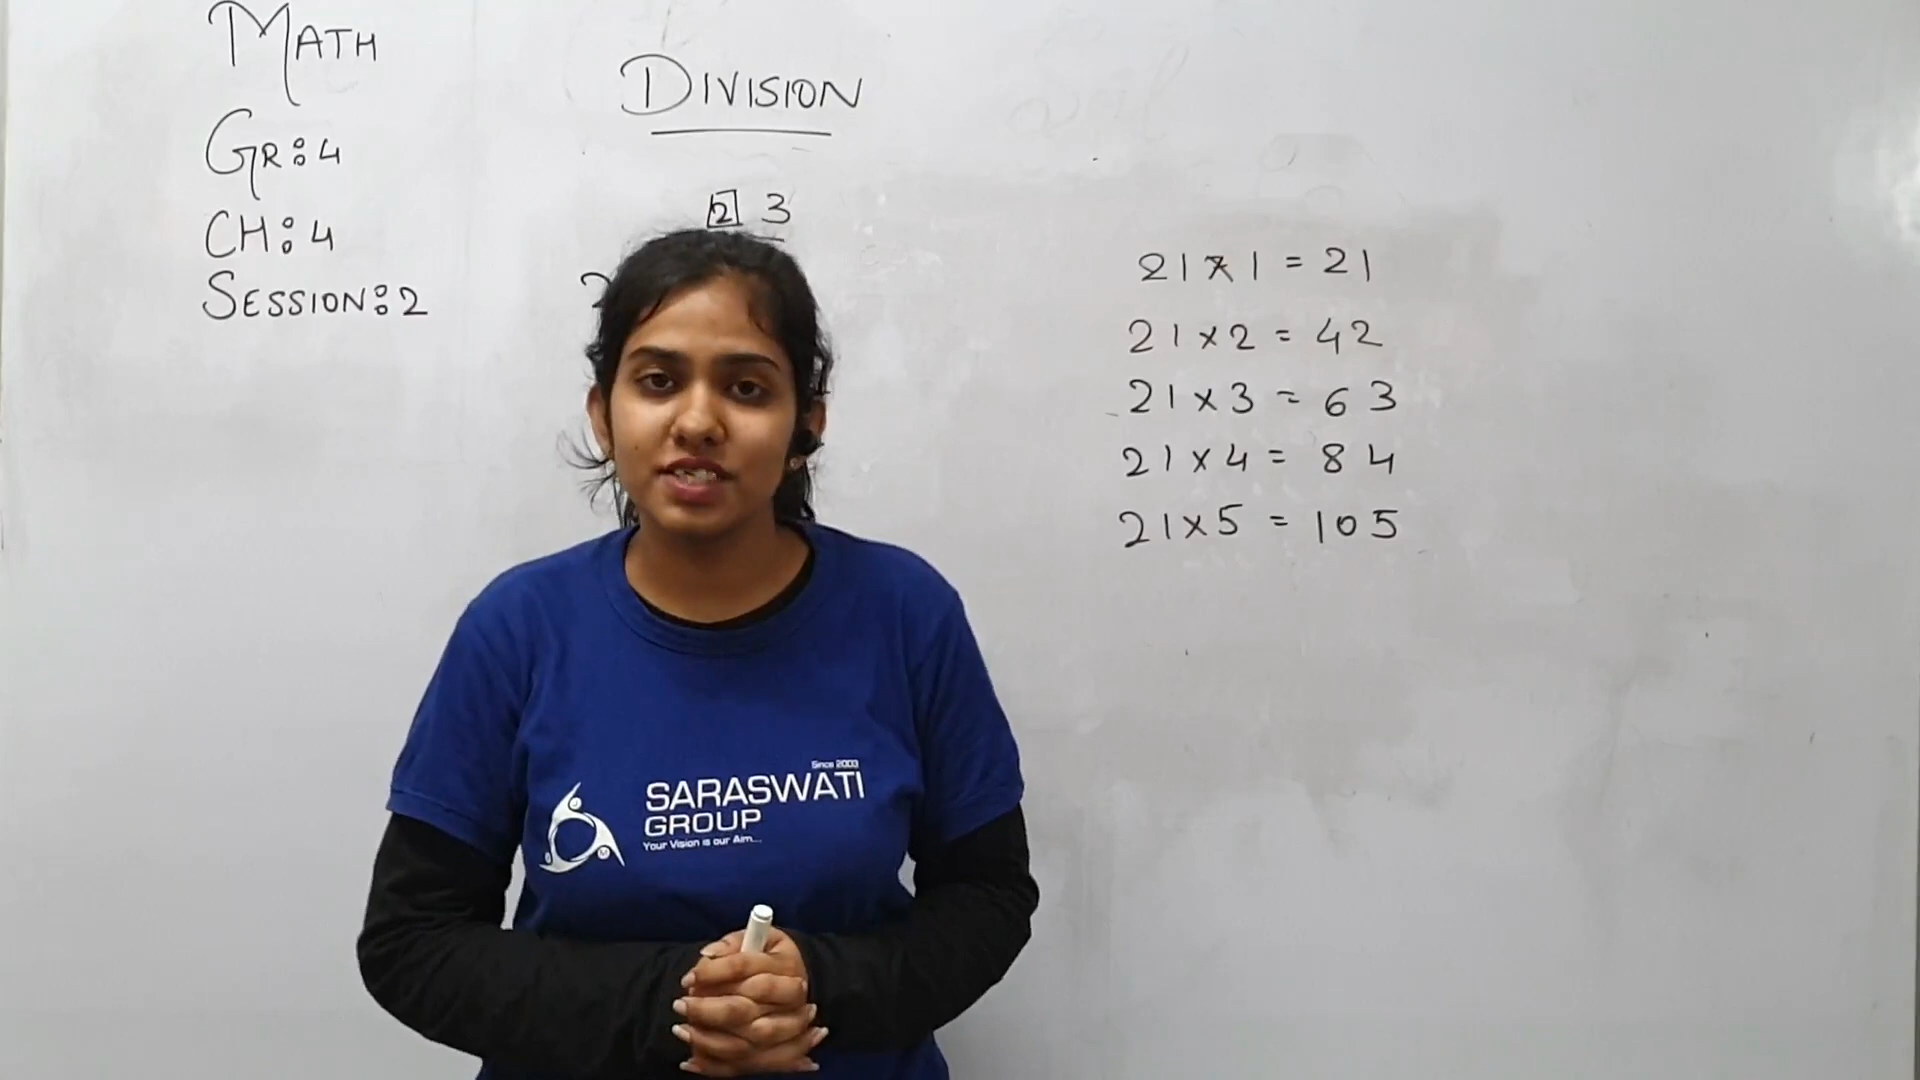 MATH
GR:4
CH:4
SESSION:2
DIVISION
2 3
21 x 1 = 21
21 x 2 = 42
21 x 3 = 63
21 x 4 = 84
21 x 5 = 105
Since 2003
SARASWATI
GROUP
Your Vision is our Aim...